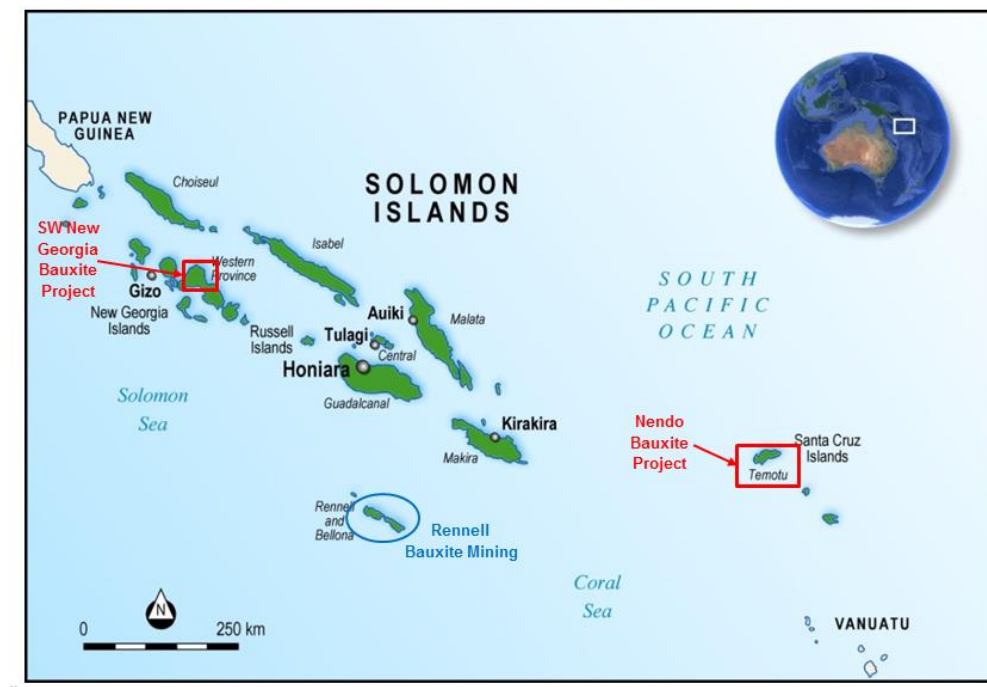 PAPUA NEW
GUINEA
Choiseul
SOLOMON
ISLANDS
SW New
Georgia
Bauxite
Project
Western
Province
Isabel
Gizo
New Georgia
Islands
SOUTH
PACIFIC
OCEAN
Auiki
Malata
Russell
Islands
Tulagi
Central
Honiara
Guadalcanal
Solomon
Sea
Kirakira
Makira
Nendo
Bauxite
Project
Santa Cruz
Islands
Temotu
Rennell
and
Bellona
Rennell
Bauxite Mining
Coral
Sea
N
0 250 km
VANUATU